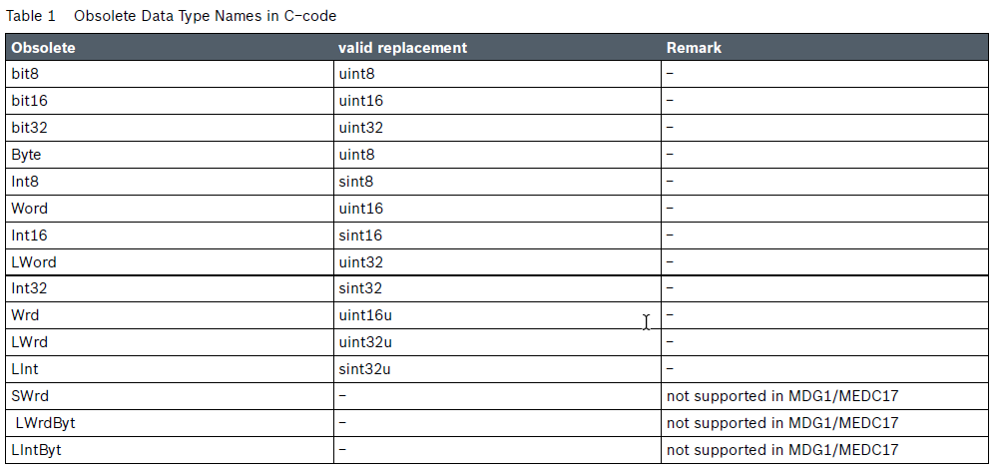 Table 1 Obsolete Data Type Names in C-code
Obsolete valid replacement Remark
bit8 uint8 –
bit16 uint16 –
bit32 uint32 –
Byte uint8 –
Int8 sint8 –
Word uint16 –
Int16 sint16 –
LWord uint32 –
Int32 sint32 –
Wrd uint16u –
LWrd uint32u –
LInt sint32u –
SWrd – not supported in MDG1/MEDC17
LWrdByt – not supported in MDG1/MEDC17
LIntByt – not supported in MDG1/MEDC17